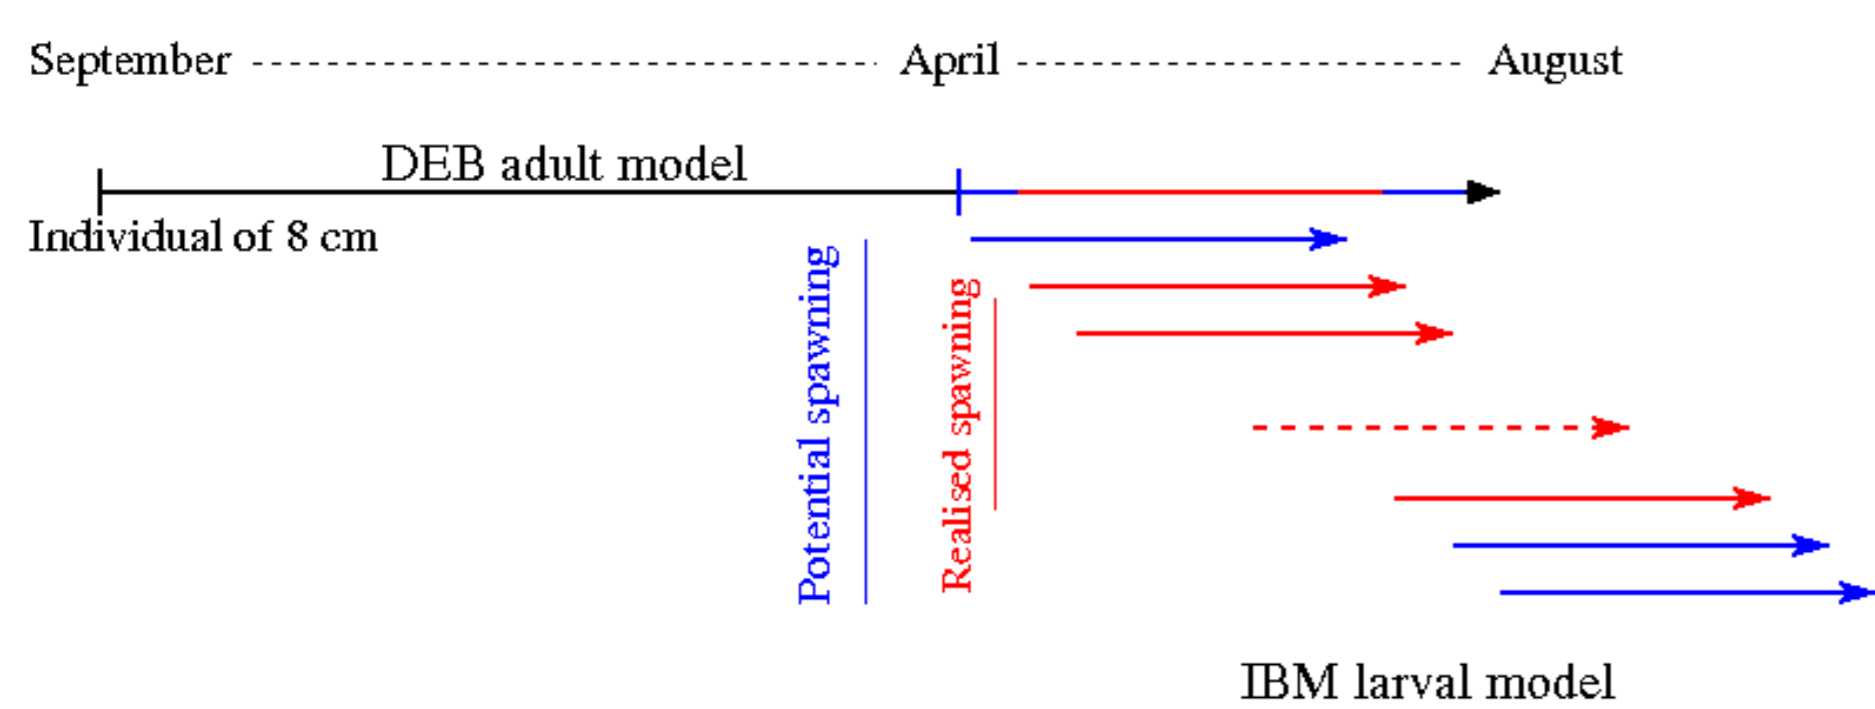 September April August
DEB adult model
Individual of 8 cm
Potential spawning
Realised spawning
IBM larval model